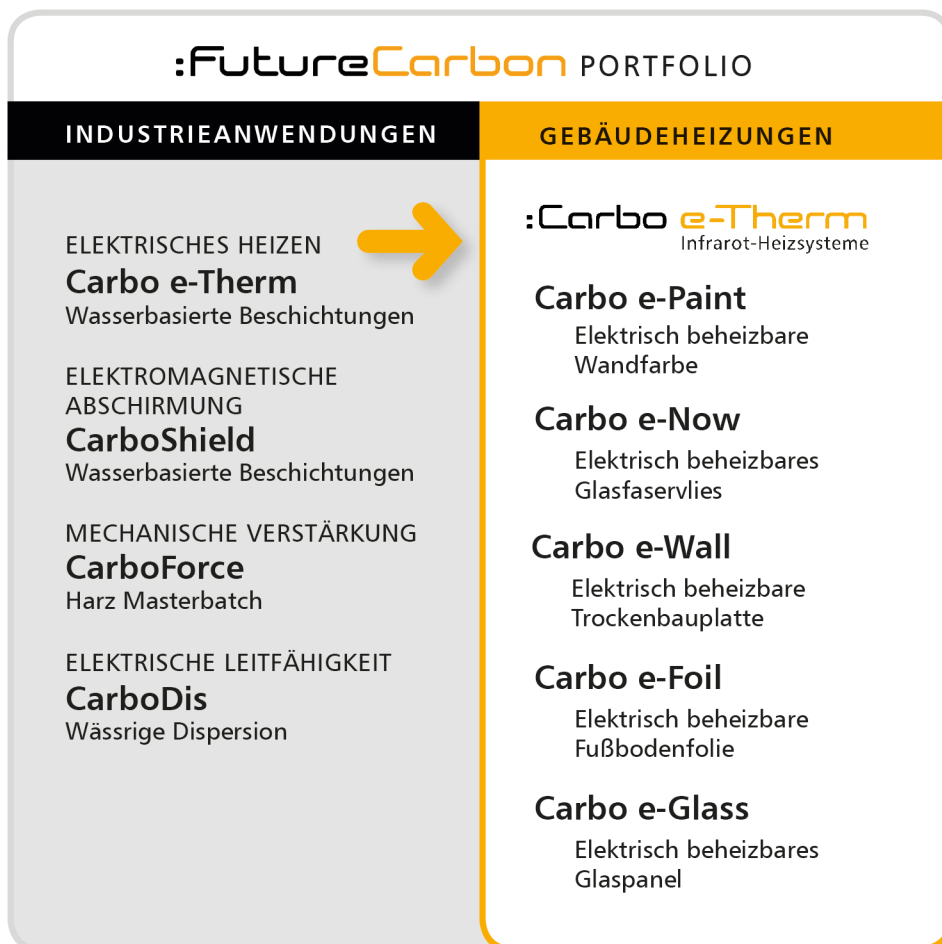 :FutureCarbon PORTFOLIO
INDUSTRIEANWENDUNGEN
ELEKTRISCHES HEIZEN
Carbo e-Therm
Wasserbasierte Beschichtungen
ELEKTROMAGNETISCHE
ABSCHIRMUNG
CarboShield
Wasserbasierte Beschichtungen
MECHANISCHE VERSTÄRKUNG
CarboForce
Harz Masterbatch
ELEKTRISCHE LEITFÄHIGKEIT
CarboDis
Wässrige Dispersion
GEBÄUDEHEIZUNGEN
:Carbo e-Therm
Infrarot-Heizsysteme
Carbo e-Paint
Elektrisch beheizbare
Wandfarbe
Carbo e-Now
Elektrisch beheizbares
Glasfaservlies
Carbo e-Wall
Elektrisch beheizbare
Trockenbauplatte
Carbo e-Foil
Elektrisch beheizbare
Fußbodenfolie
Carbo e-Glass
Elektrisch beheizbares
Glaspanel